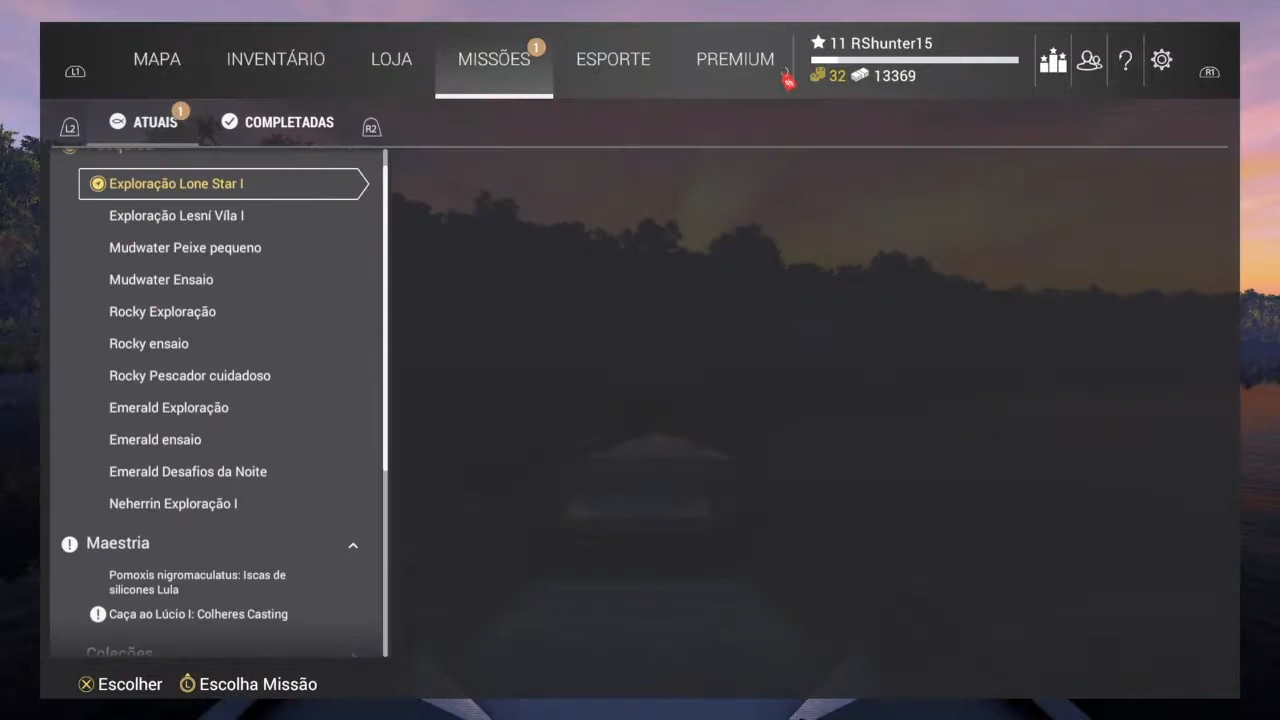 L1
MAPA
INVENTÁRIO
LOJA
MISSÕES
1
ESPORTE
PREMIUM
%
11 RShunter15
32 13369
?
R1
L2
ATUAIS
1
COMPLETADAS
R2
Exploração Lone Star I
Exploração Lesní Víla I
Mudwater Peixe pequeno
Mudwater Ensaio
Rocky Exploração
Rocky ensaio
Rocky Pescador cuidadoso
Emerald Exploração
Emerald ensaio
Emerald Desafios da Noite
Neherrin Exploração I
Maestria
Pomoxis nigromaculatus: Iscas de
silicones Lula
Caça ao Lúcio I: Colheres Casting
Coleções
Escolher
L Escolha Missão